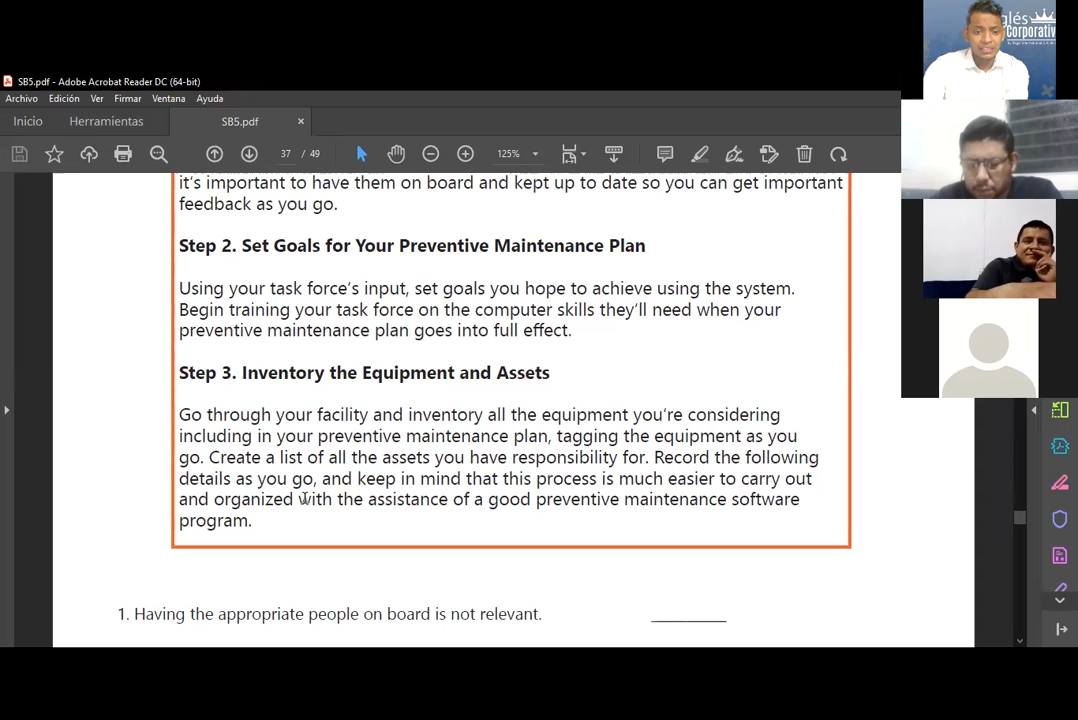 glés
Corporativ
SB5.pdf - Adobe Acrobat Reader DC (64-bit)
Archivo Edición Ver Firmar Ventana Ayuda
Inicio Herramientas SB5.pdf ×
37 / 49 125%
it's important to have them on board and kept up to date so you can get important
feedback as you go.
Step 2. Set Goals for Your Preventive Maintenance Plan
Using your task force's input, set goals you hope to achieve using the system.
Begin training your task force on the computer skills they'll need when your
preventive maintenance plan goes into full effect.
Step 3. Inventory the Equipment and Assets
Go through your facility and inventory all the equipment you're considering
including in your preventive maintenance plan, tagging the equipment as you
go. Create a list of all the assets you have responsibility for. Record the following
details as you go, and keep in mind that this process is much easier to carry out
and organized with the assistance of a good preventive maintenance software
program.
1. Having the appropriate people on board is not relevant. ________